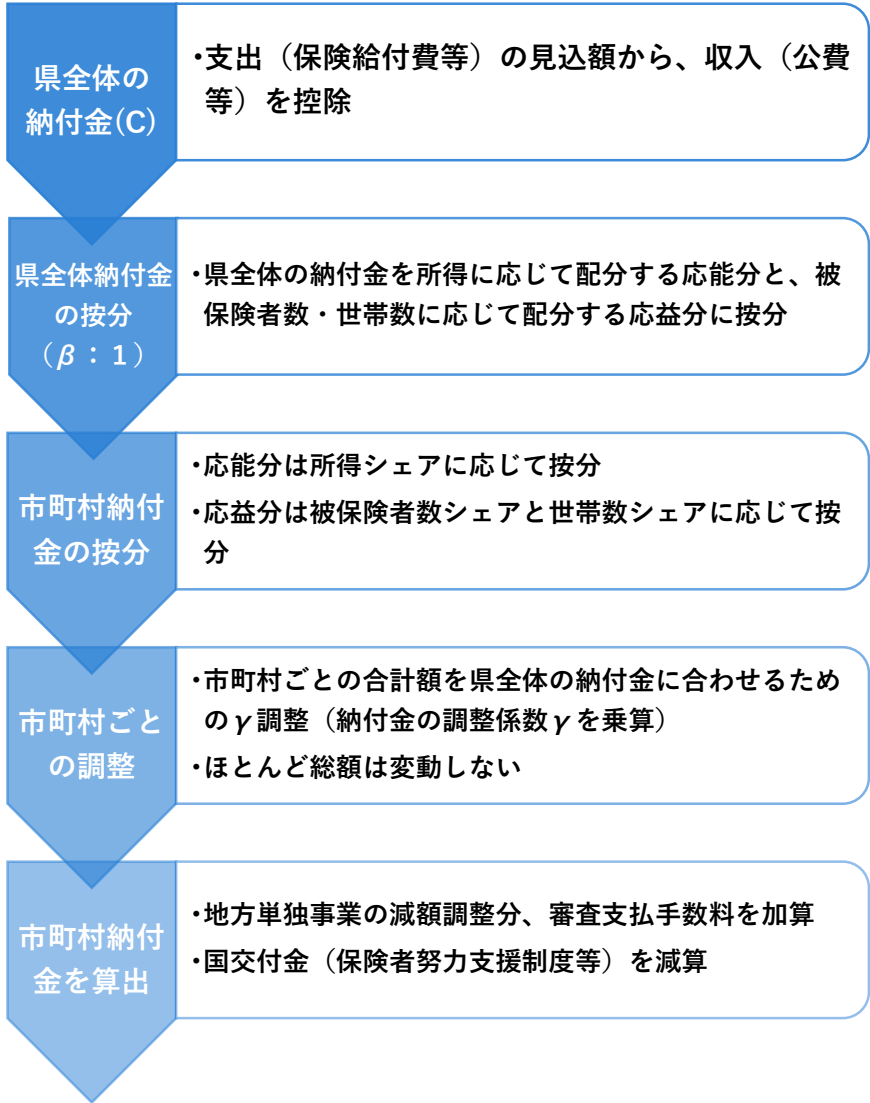 県全体の
納付金(C)
・支出（保険給付費等）の見込額から、収入（公費
等）を控除
県全体納付金
の按分
（β：１）
・県全体の納付金を所得に応じて配分する応能分と、被
保険者数・世帯数に応じて配分する応益分に按分
市町村納付
金の按分
・応能分は所得シェアに応じて按分
・応益分は被保険者数シェアと世帯数シェアに応じて按
分
市町村ごと
の調整
・市町村ごとの合計額を県全体の納付金に合わせるため
のγ調整（納付金の調整係数γを乗算）
・ほとんど総額は変動しない
市町村納付
金を算出
・地方単独事業の減額調整分、審査支払手数料を加算
・国交付金（保険者努力支援制度等）を減算